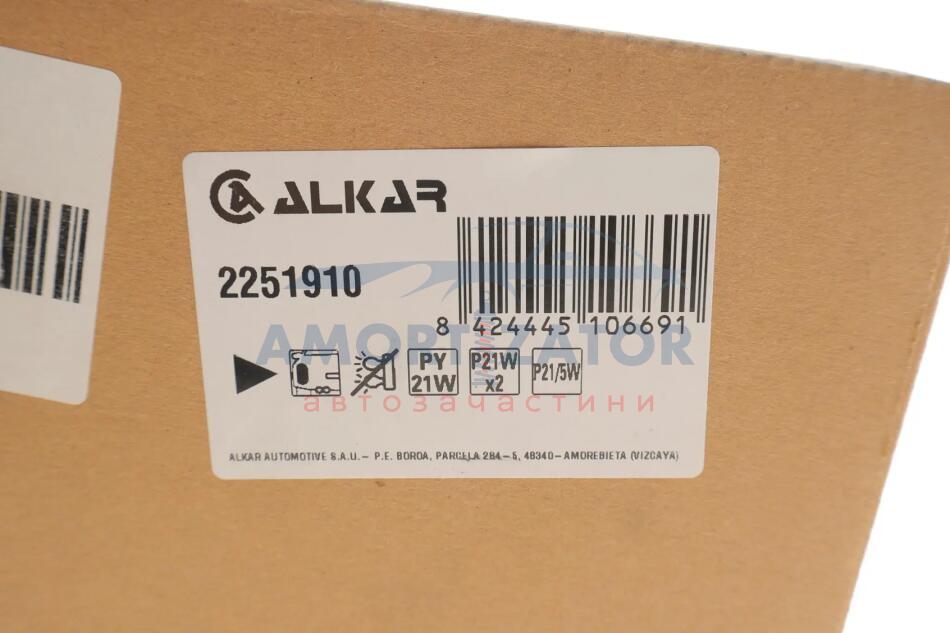 ALKAR
2251910
8 424445 106691
AMORTIZATOR
PY 21W
P21W x2
P21/5W
автозачастини
ALKAR AUTOMOTIVE S.A.U.- P.E. BOROA, PARCELA 2B4-5, 48340-AMOREBIETA (VIZCAYA)